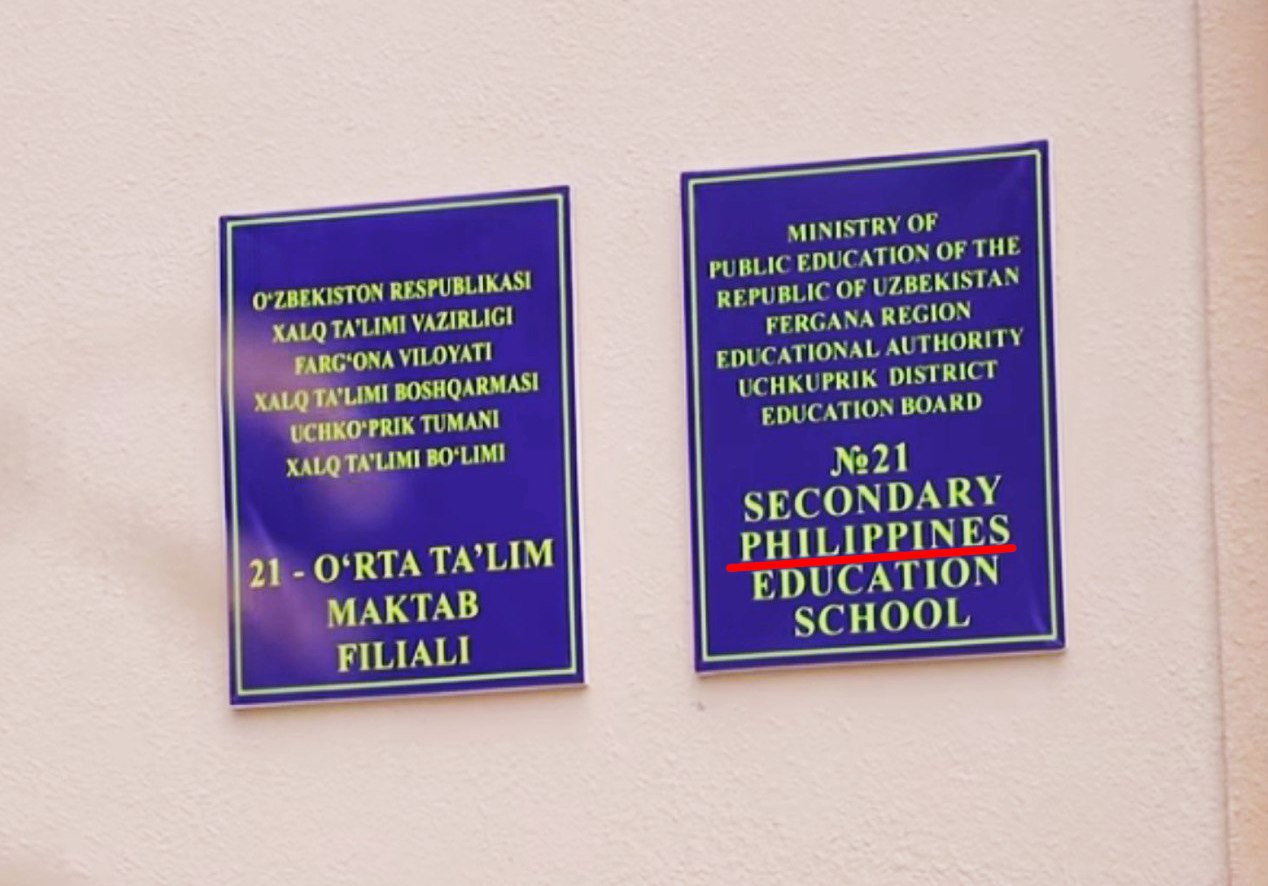 O‘ZBEKISTON RESPUBLIKASI
XALQ TA’LIMI VAZIRLIGI
FARG‘ONA VILOYATI
XALQ TA’LIMI BOSHQARMASI
UCHKO‘PRIK TUMANI
XALQ TA’LIMI BO‘LIMI
21 - O‘RTA TA’LIM
MAKTAB
FILIALI
MINISTRY OF
PUBLIC EDUCATION OF THE
REPUBLIC OF UZBEKISTAN
FERGANA REGION
EDUCATIONAL AUTHORITY
UCHKUPRIK DISTRICT
EDUCATION BOARD
№21
SECONDARY
PHILIPPINES
EDUCATION
SCHOOL